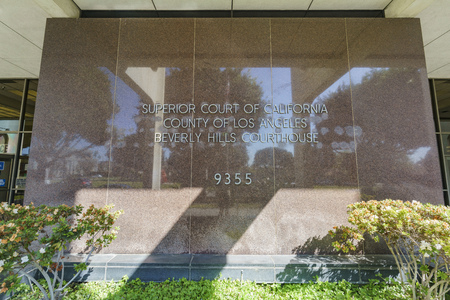 Superior Court of California
County of Los Angeles
Beverly Hills Courthouse
9355